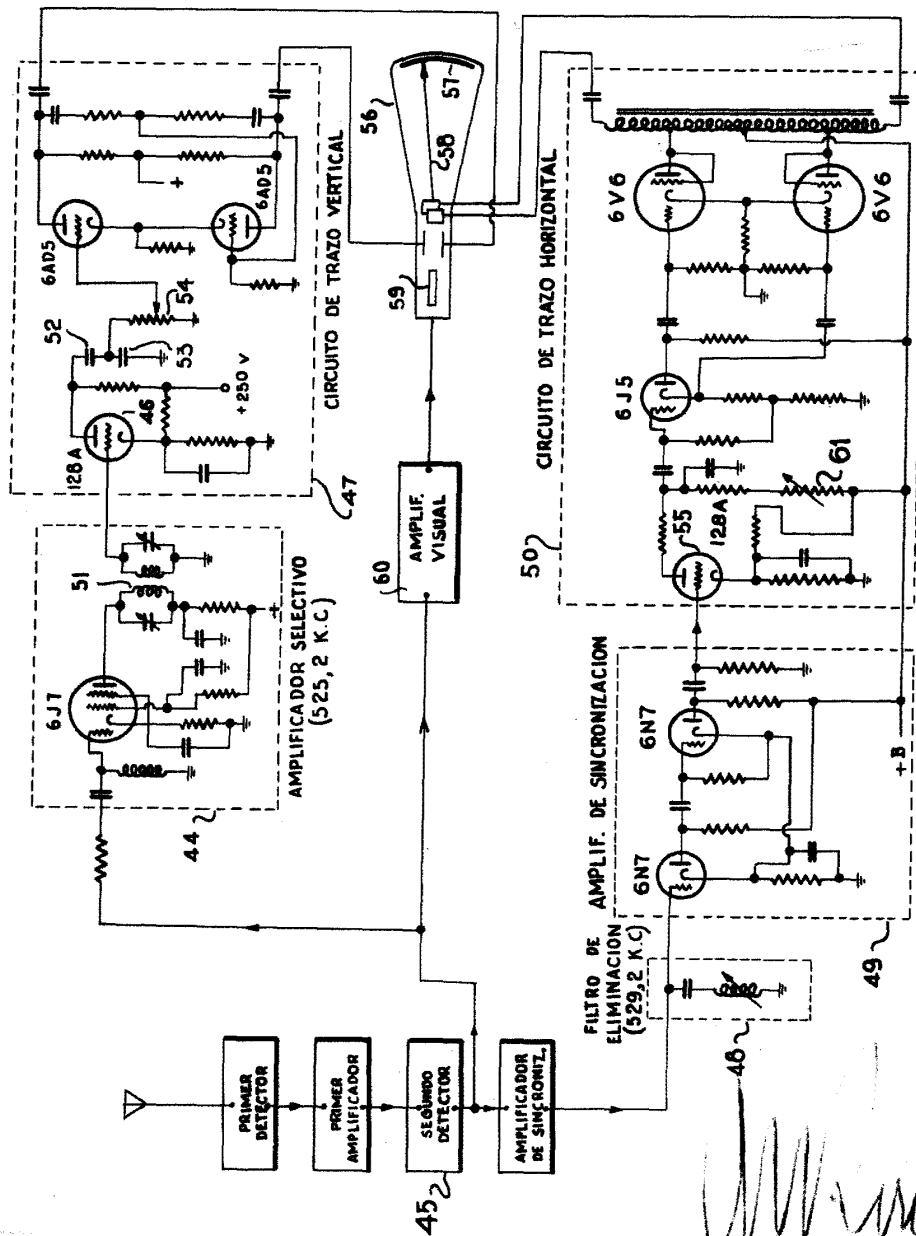 PRIMER
DETECTOR
PRIMER
AMPLIFICADOR
SEGUNDO
DETECTOR
45
AMPLIFICADOR
DE SINCRONIZ.
6J7
51
AMPLIFICADOR SELECTIVO
(525,2 K.C)
44
128A
46
52
53
54
+250 V
6AD5
6AD5
+
+
CIRCUITO DE TRAZO VERTICAL
47
56
57
58
59
AMPLIF.
VISUAL
60
FILTRO DE
ELIMINACION
(529,2 K.C)
48
AMPLIF. DE SINCRONIZACION
6N7
6N7
49
+B
CIRCUITO DE TRAZO HORIZONTAL
50
55
128A
61
6J5
6V6
6V6